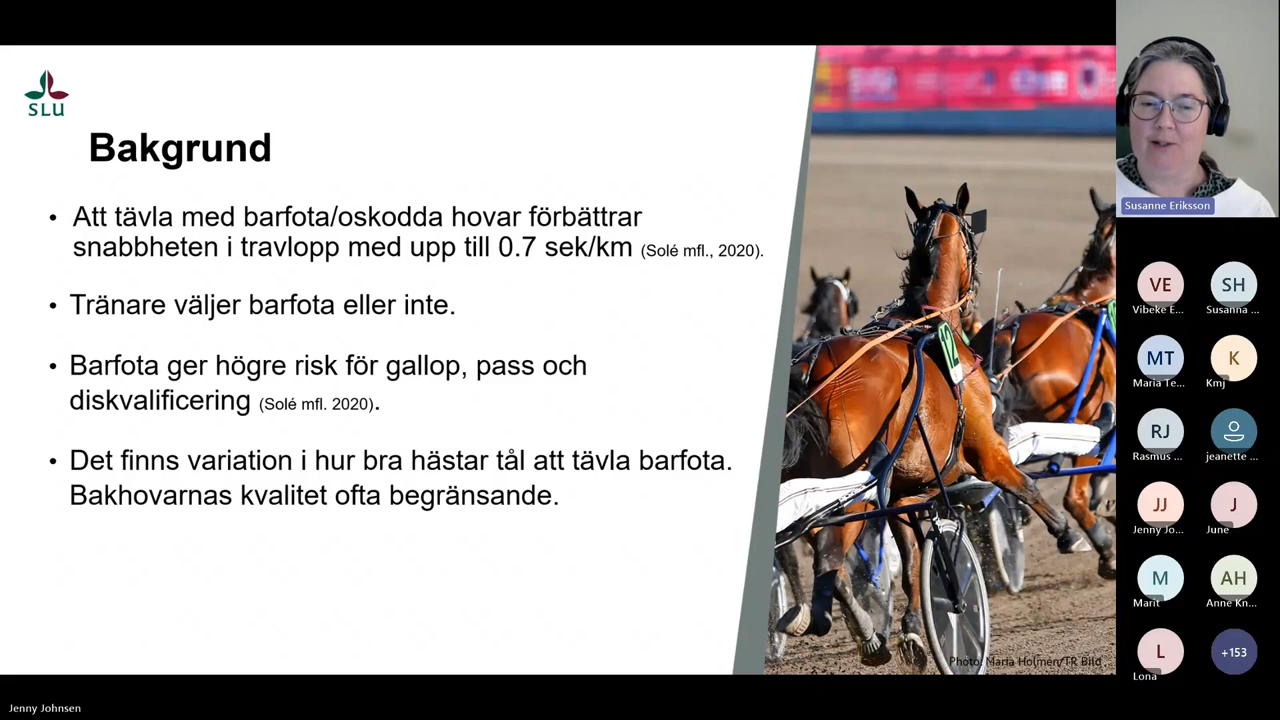 SLU
Bakgrund
• Att tävla med barfota/oskodda hovar förbättrar
snabbheten i travlopp med upp till 0.7 sek/km (Solé mfl., 2020).
• Tränare väljer barfota eller inte.
• Barfota ger högre risk för gallop, pass och
diskvalificering (Solé mfl. 2020).
• Det finns variation i hur bra hästar tål att tävla barfota.
Bakhovarnas kvalitet ofta begränsande.
12
Photo: Maria Holmén/TR Bild
Susanne Eriksson
VE
Vibeke E...
SH
Susanna ...
MT
Maria Te...
K
Kmj
RJ
Rasmus ...
jeanette ...
JJ
Jenny Jo...
J
June
M
Marit
AH
Anne Kn...
L
Lona
+153
Jenny Johnsen